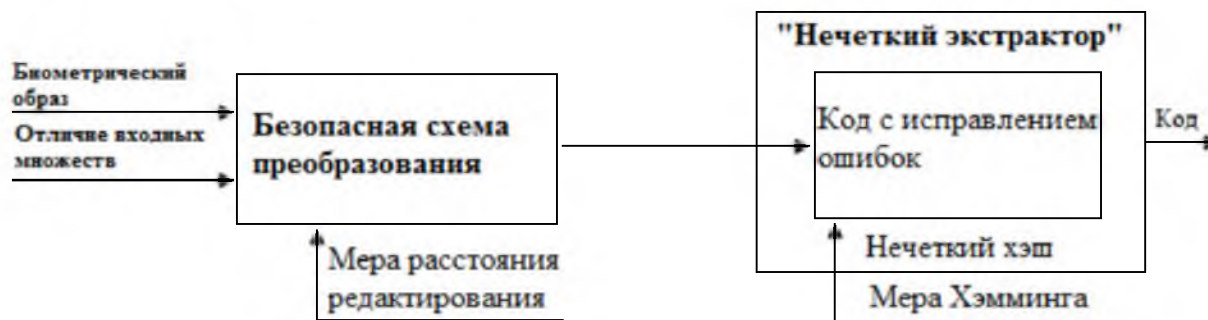 "Нечеткий экстрактор"
Биометрический
образ
Отличие входных
множеств
Безопасная схема
преобразования
Код с исправлением
ошибок
Код
Мера расстояния
редактирования
Нечеткий хэш
Мера Хэмминга